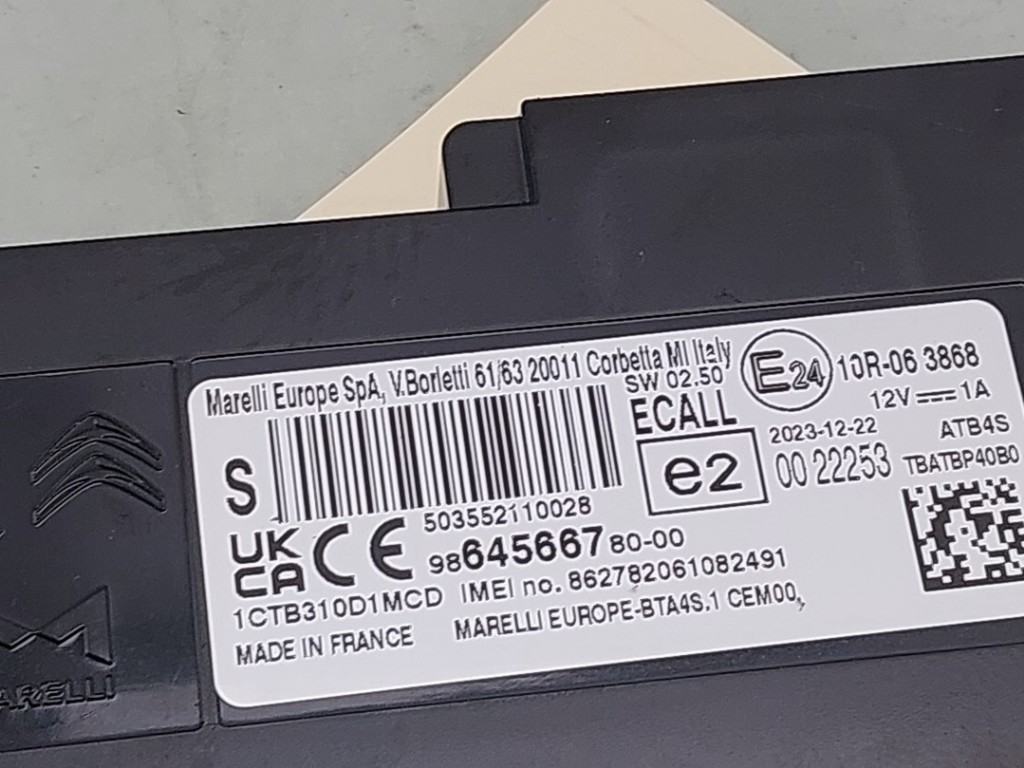 Marelli Europe SpA, V.Borletti 61/63 20011 Corbetta MI Italy
SW 02.50
E24 10R-06 3868
ECALL
12V 1A
S
e2
2023-12-22
ATB4S
00 22253
TBATBP40B0
503552110028
UK CA CE
98645667 80-00
1CTB310D1MCD
IMEI no. 862782061082491
MADE IN FRANCE
MARELLI EUROPE-BTA4S.1 CEM00,
ARELLI